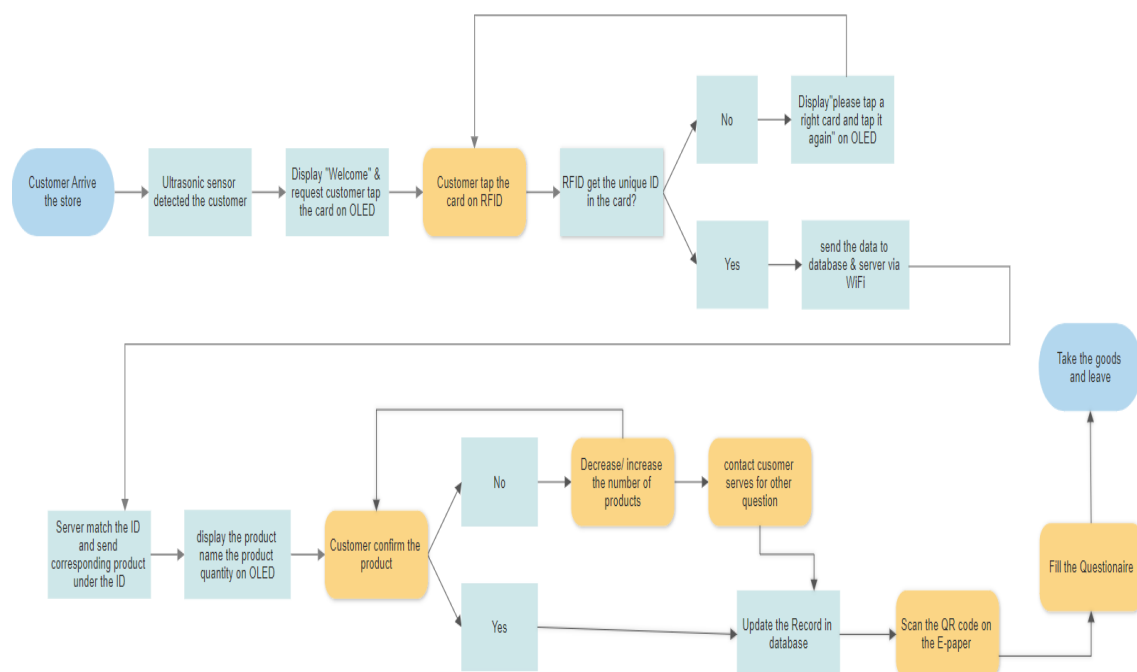 Customer Arrive
the store
Ultrasonic sensor
detected the customer
Display "Welcome" &
request customer tap
the card on OLED
Customer tap the
card on RFID
RFID get the unique ID
in the card?
No
Display"please tap a
right card and tap it
again" on OLED
Yes
send the data to
database & server via
WiFi
Server match the ID
and send
corresponding product
under the ID
display the product
name the product
quantity on OLED
Customer confirm the
product
No
Decrease/ increase
the number of
products
contact cusomer
serves for other
question
Yes
Update the Record in
database
Scan the QR code on
the E-paper
Fill the Questionaire
Take the goods
and leave